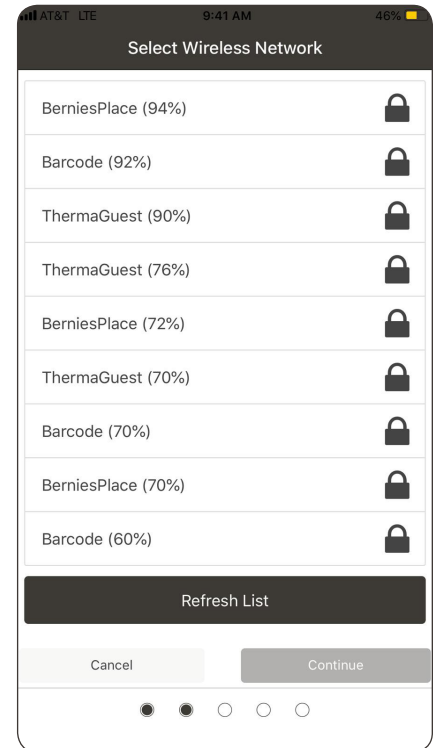 AT&T LTE 9:41 AM 46%
Select Wireless Network
BerniesPlace (94%)
Barcode (92%)
ThermaGuest (90%)
ThermaGuest (76%)
BerniesPlace (72%)
ThermaGuest (70%)
Barcode (70%)
BerniesPlace (70%)
Barcode (60%)
Refresh List
Cancel Continue